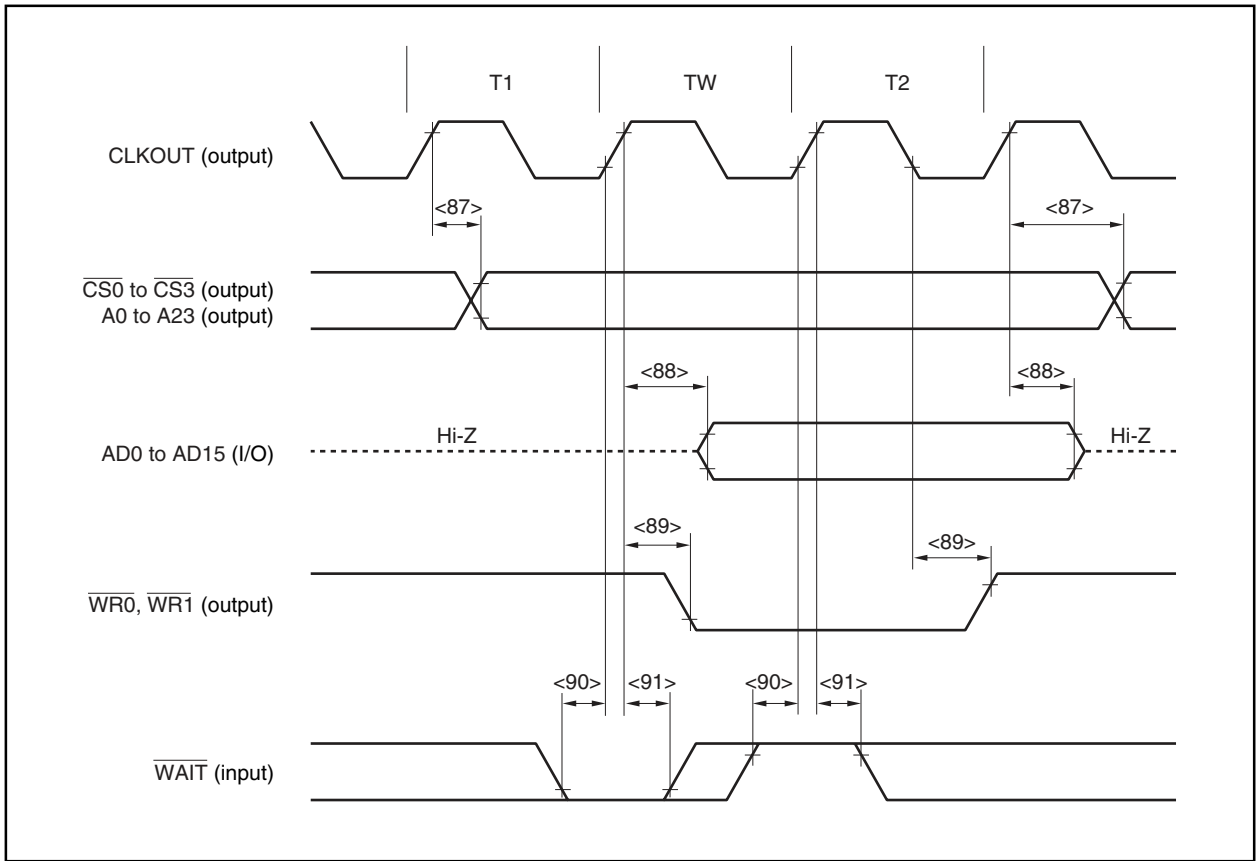 T1 TW T2
CLKOUT (output)
<87> <87>
CS0 to CS3 (output)
A0 to A23 (output)
<88> <88>
AD0 to AD15 (I/O)
Hi-Z Hi-Z
<89> <89>
WR0, WR1 (output)
<90> <91> <90> <91>
WAIT (input)